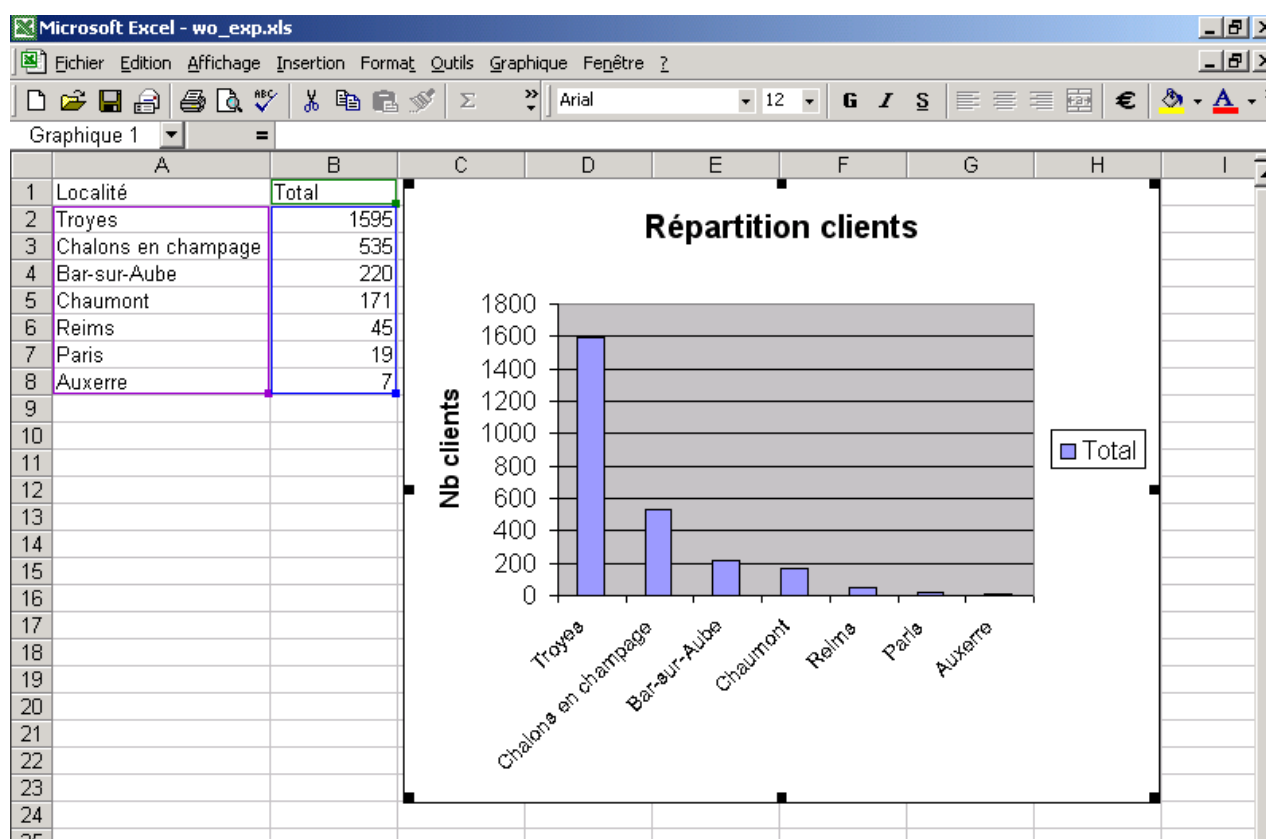 Microsoft Excel - wo_exp.xls
Fichier Edition Affichage Insertion Format Outils Graphique Fenêtre ?
ABC Σ Arial 12 G I S € A
Graphique 1 =
A B C D E F G H I
1 Localité Total
2 Troyes 1595
3 Chalons en champage 535
4 Bar-sur-Aube 220
5 Chaumont 171
6 Reims 45
7 Paris 19
8 Auxerre 7
9
10
11
12
13
14
15
16
17
18
19
20
21
22
23
24
25
Répartition clients
Nb clients
1800
1600
1400
1200
1000
800
600
400
200
0
Troyes
Chalons en champage
Bar-sur-Aube
Chaumont
Reims
Paris
Auxerre
Total